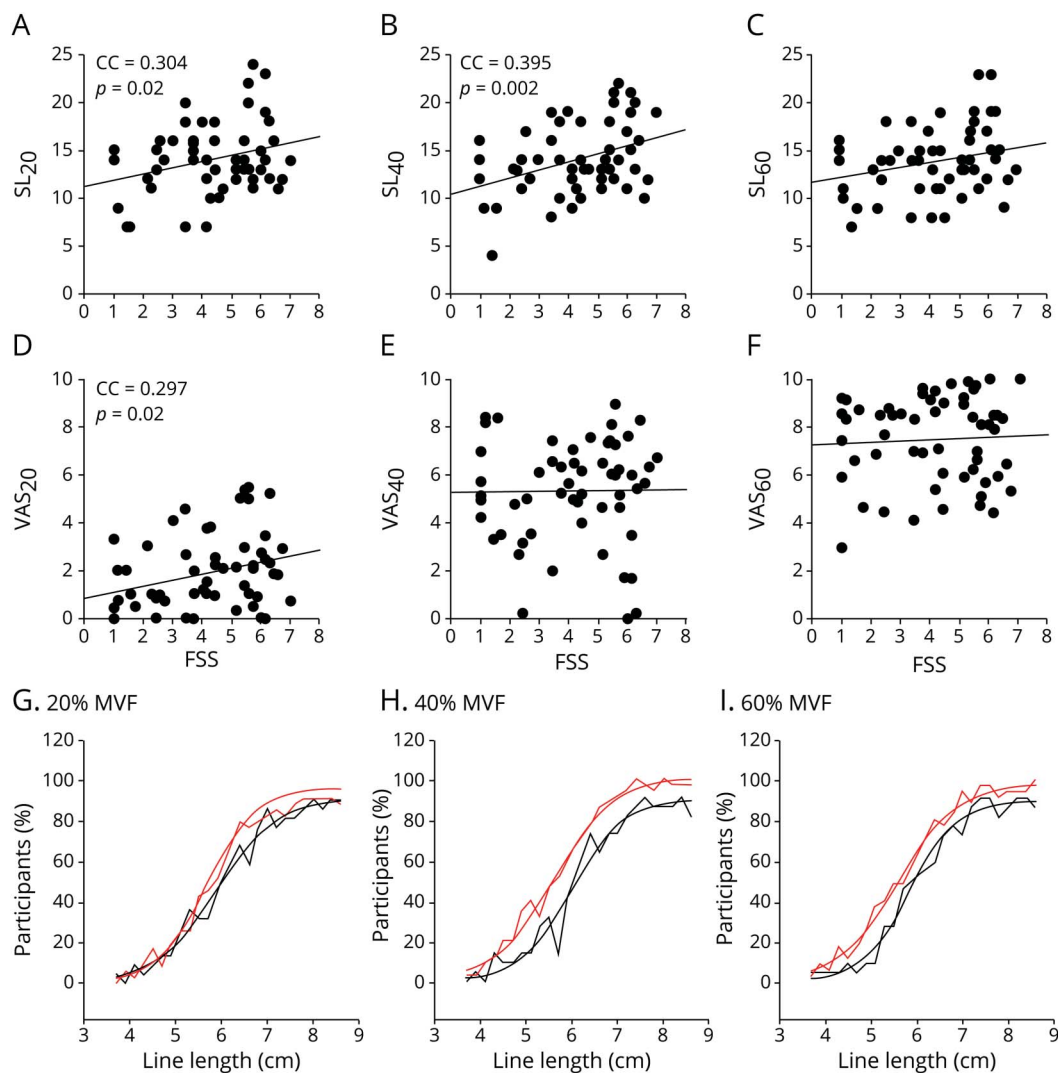 A
B
C
CC = 0.304
p = 0.02
CC = 0.395
p = 0.002
SL20
25
20
15
10
5
0
0 1 2 3 4 5 6 7 8
SL40
25
20
15
10
5
0
0 1 2 3 4 5 6 7 8
SL60
25
20
15
10
5
0
0 1 2 3 4 5 6 7 8
D
E
F
CC = 0.297
p = 0.02
VAS20
10
8
6
4
2
0
0 1 2 3 4 5 6 7 8
FSS
VAS40
10
8
6
4
2
0
0 1 2 3 4 5 6 7 8
FSS
VAS60
10
8
6
4
2
0
0 1 2 3 4 5 6 7 8
FSS
G. 20% MVF
Participants (%)
120
100
80
60
40
20
0
3 4 5 6 7 8 9
Line length (cm)
H. 40% MVF
Participants (%)
120
100
80
60
40
20
0
3 4 5 6 7 8 9
Line length (cm)
I. 60% MVF
Participants (%)
120
100
80
60
40
20
0
3 4 5 6 7 8 9
Line length (cm)